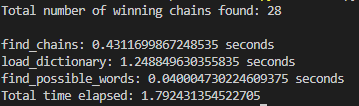 Total number of winning chains found: 28
find_chains: 0.4311699867248535 seconds
load_dictionary: 1.248849630355835 seconds
find_possible_words: 0.040004730224609375 seconds
Total time elapsed: 1.792431354522705